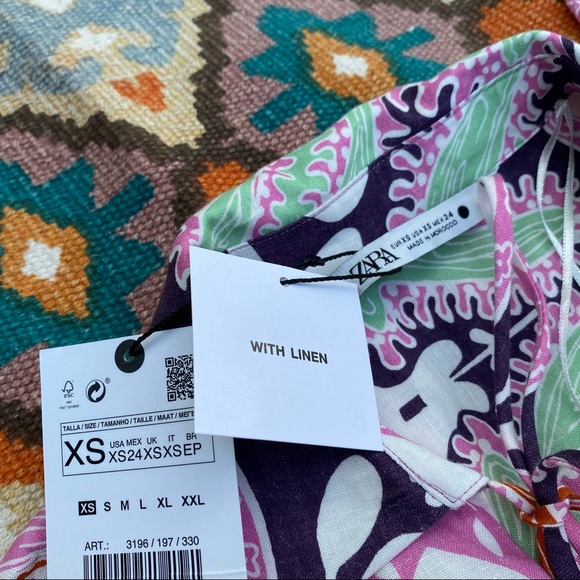 ZARA
EUR XS USA XS MEX 24
MADE IN MOROCCO
WITH LINEN
FSC
TALLA / SIZE / TAMANHO / TAILLE / MAAT /
XS
USA MEX UK IT BR
XS24XSXSEP
XS S M L XL XXL
ART.: 3196 / 197 / 330